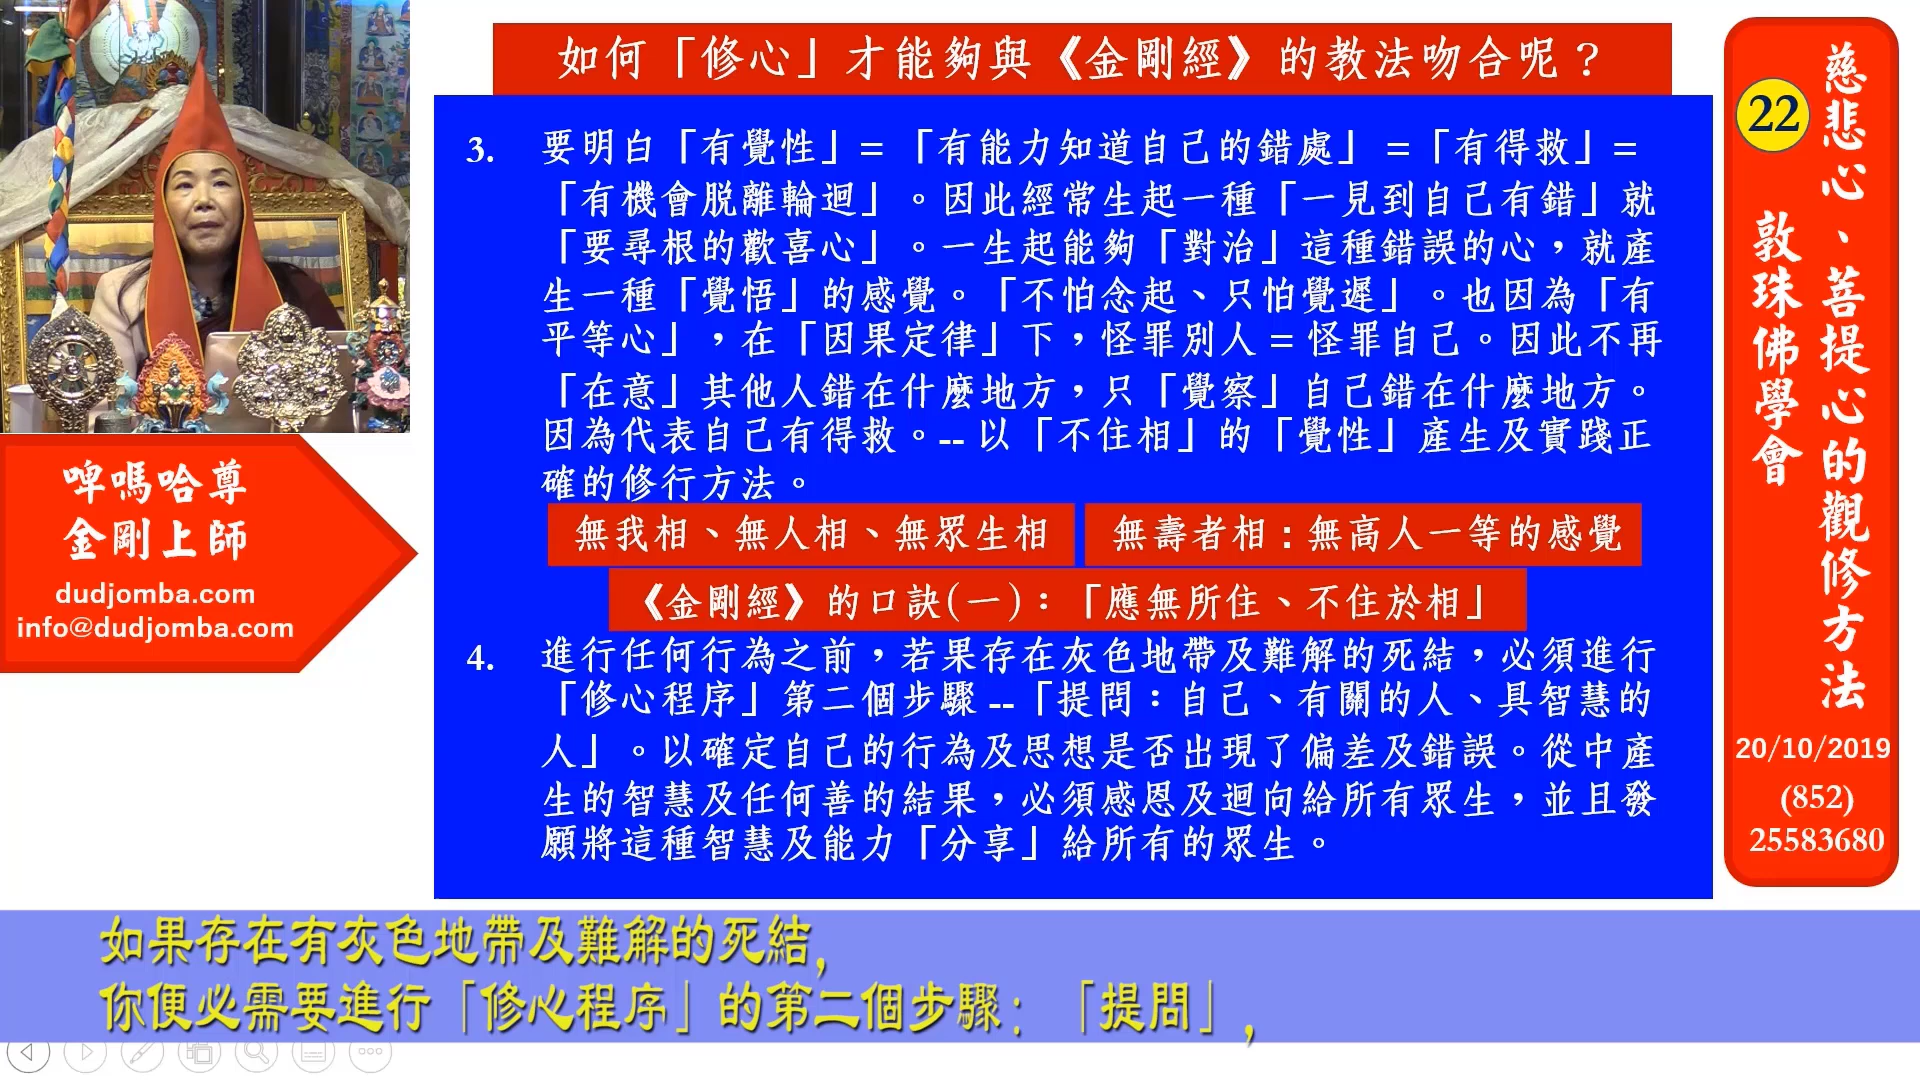 如何「修心」才能夠與《金剛經》的教法吻合呢？
3. 要明白「有覺性」=「有能力知道自己的錯處」=「有得救」=
「有機會脫離輪迴」。因此經常生起一種「一見到自己有錯」就
「要尋根的歡喜心」。一生起能夠「對治」這種錯誤的心，就產
生一種「覺悟」的感覺。「不怕念起、只怕覺遲」。也因為「有
平等心」，在「因果定律」下，怪罪別人 = 怪罪自己。因此不再
「在意」其他人錯在什麼地方，只「覺察」自己錯在什麼地方。
因為代表自己有得救。-- 以「不住相」的「覺性」產生及實踐正
確的修行方法。
無我相、無人相、無眾生相
無壽者相：無高人一等的感覺
《金剛經》的口訣(一)：「應無所住、不住於相」
4. 進行任何行為之前，若果存在灰色地帶及難解的死結，必須進行
「修心程序」第二個步驟 --「提問：自己、有關的人、具智慧的
人」。以確定自己的行為及思想是否出現了偏差及錯誤。從中產
生的智慧及任何善的結果，必須感恩及迴向給所有眾生，並且發
願將這種智慧及能力「分享」給所有的眾生。
啤嗎哈尊
金剛上師
dudjomba.com
info@dudjomba.com
慈悲心、菩提心的觀修方法
22
敦珠佛學會
20/10/2019
(852)
25583680
如果存在有灰色地帶及難解的死結,
你便必需要進行「修心程序」的第二個步驟：「提問」,